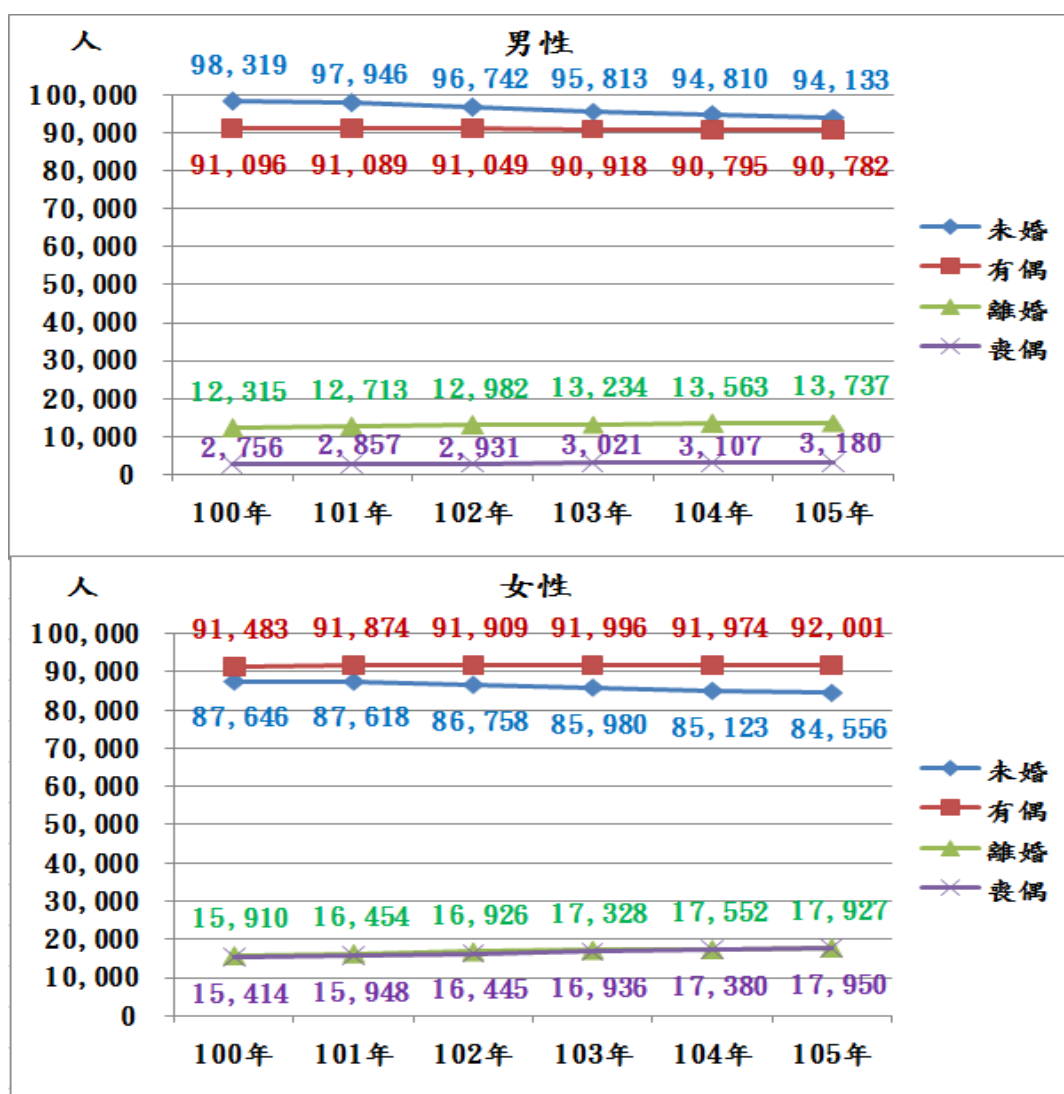 人
男性
98,319 97,946 96,742 95,813 94,810 94,133
100,000
90,000
91,096 91,089 91,049 90,918 90,795 90,782
80,000
70,000
60,000
50,000
40,000
30,000
20,000
12,315 12,713 12,982 13,234 13,563 13,737
10,000
2,756 2,857 2,931 3,021 3,107 3,180
0
100年 101年 102年 103年 104年 105年
未婚
有偶
離婚
喪偶
人
女性
91,483 91,874 91,909 91,996 91,974 92,001
100,000
90,000
87,646 87,618 86,758 85,980 85,123 84,556
80,000
70,000
60,000
50,000
40,000
30,000
15,910 16,454 16,926 17,328 17,552 17,927
20,000
10,000
15,414 15,948 16,445 16,936 17,380 17,950
0
100年 101年 102年 103年 104年 105年
未婚
有偶
離婚
喪偶